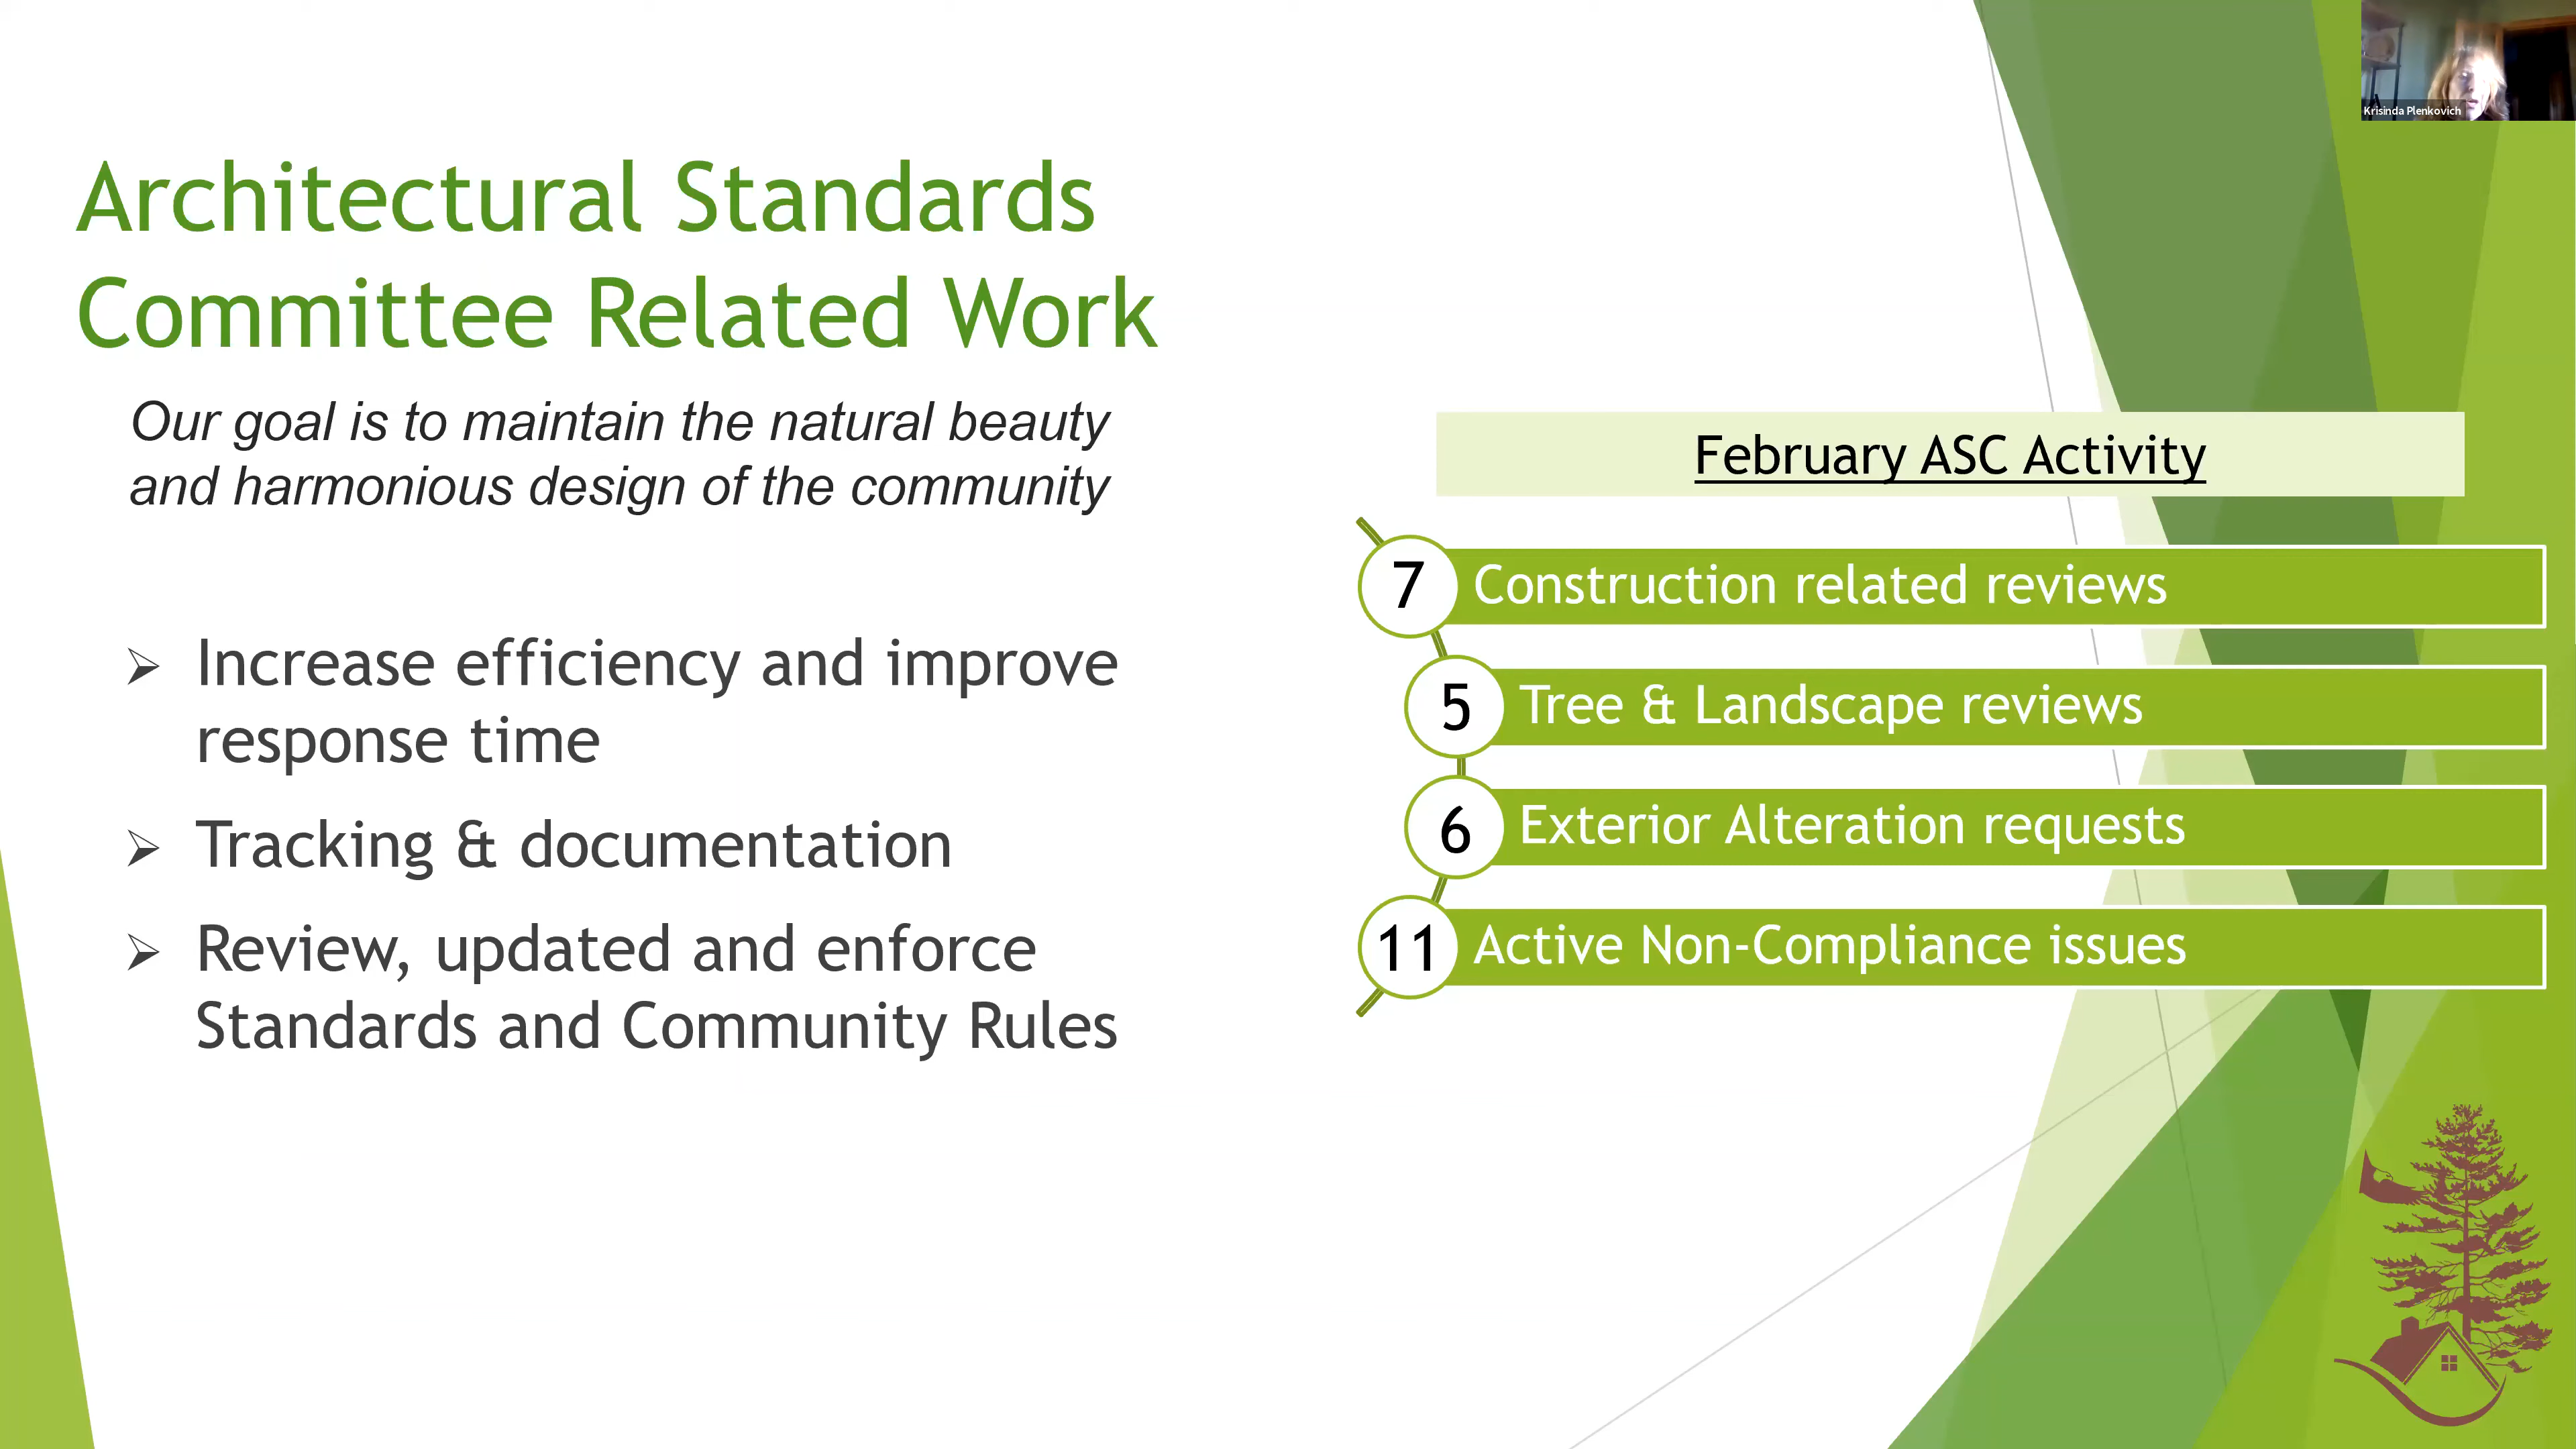 Krisinda Plenkovich
Architectural Standards
Committee Related Work
Our goal is to maintain the natural beauty
and harmonious design of the community
Increase efficiency and improve
response time
Tracking & documentation
Review, updated and enforce
Standards and Community Rules
February ASC Activity
7 Construction related reviews
5 Tree & Landscape reviews
6 Exterior Alteration requests
11 Active Non-Compliance issues